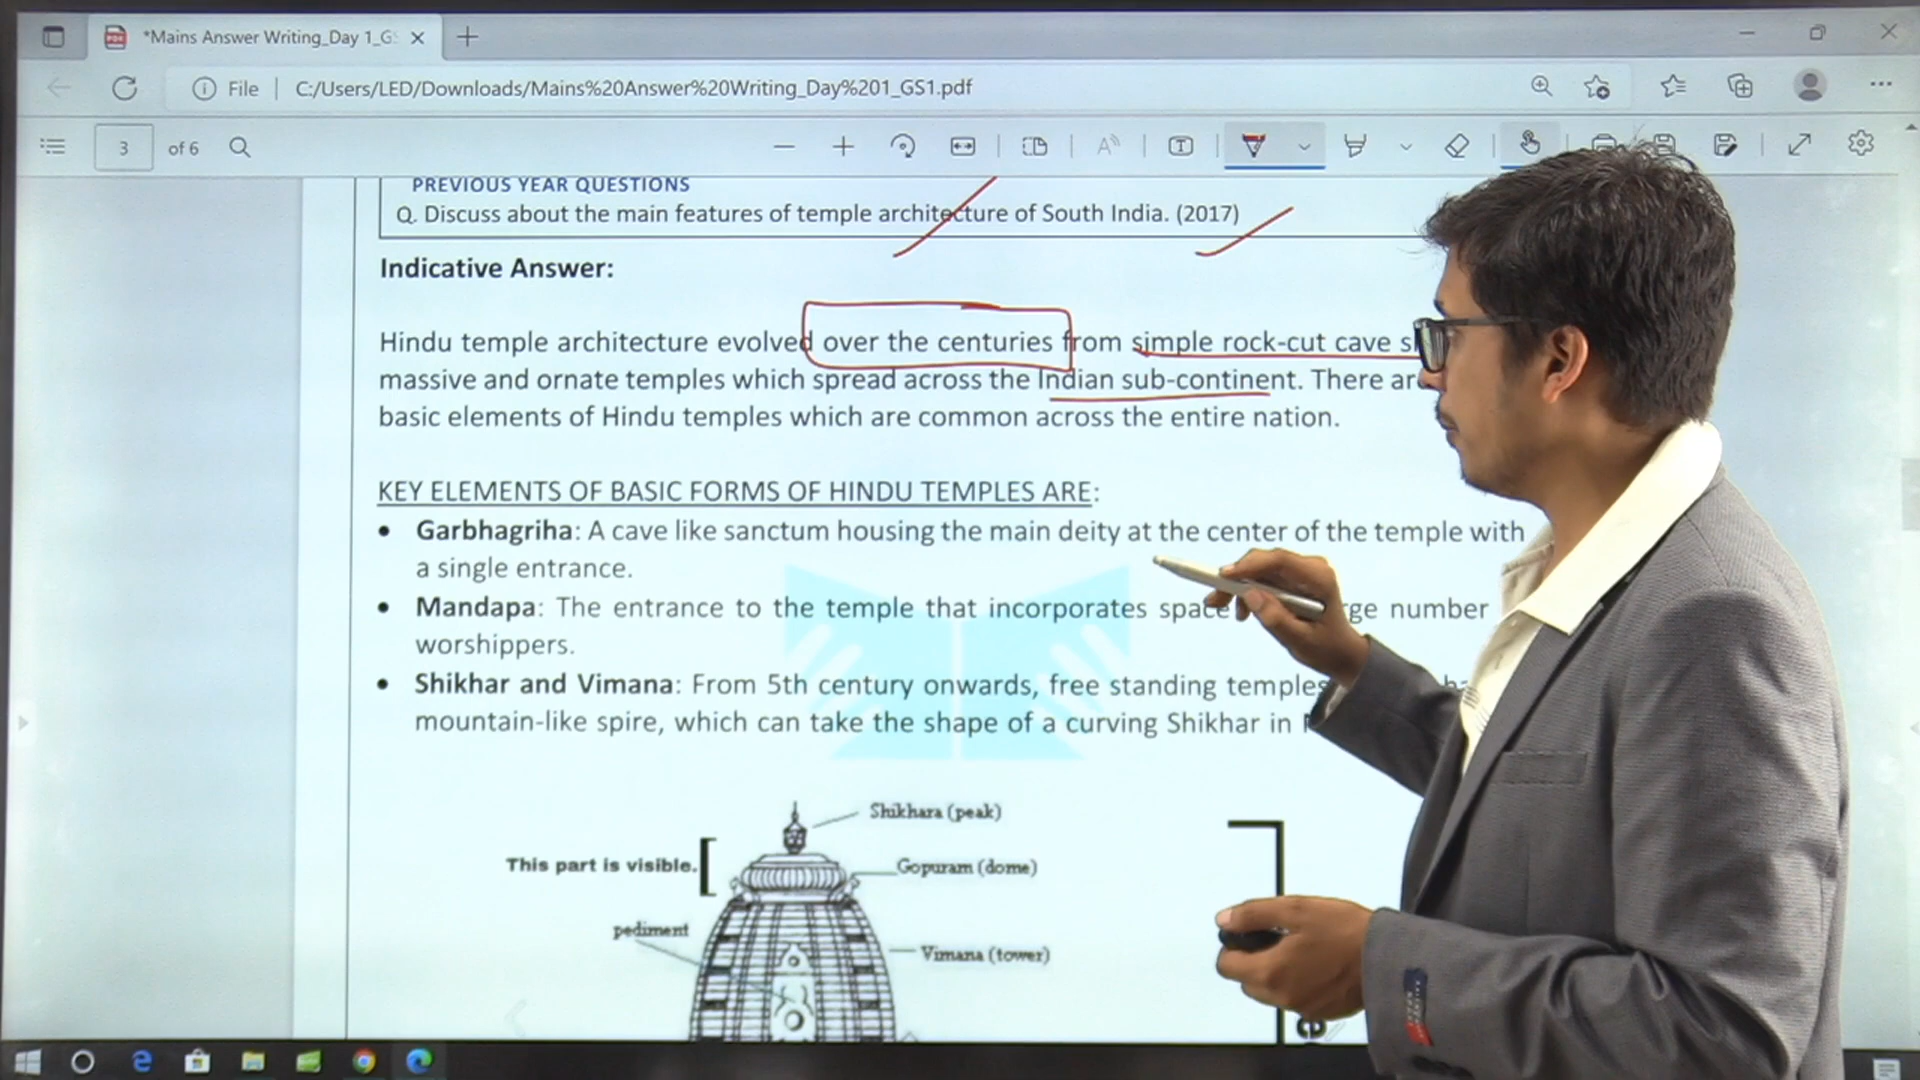 *Mains Answer Writing_Day 1_G
File
C:/Users/LED/Downloads/Mains%20Answer%20Writing_Day%201_GS1.pdf
3 of 6
PREVIOUS YEAR QUESTIONS
Q. Discuss about the main features of temple architecture of South India. (2017)
Indicative Answer:
Hindu temple architecture evolved over the centuries from simple rock-cut cave
massive and ornate temples which spread across the Indian sub-continent. There
basic elements of Hindu temples which are common across the entire nation.
KEY ELEMENTS OF BASIC FORMS OF HINDU TEMPLES ARE:
• Garbhagriha: A cave like sanctum housing the main deity at the center of the temple with
a single entrance.
• Mandapa: The entrance to the temple that incorporates number
worshippers.
• Shikhar and Vimana: From 5th century onwards, free standing temples
mountain-like spire, which can take the shape of a curving Shikhar in
Shikhara (peak)
This part is visible.
Gopuram (dome)
pediment
Vimana (tower)